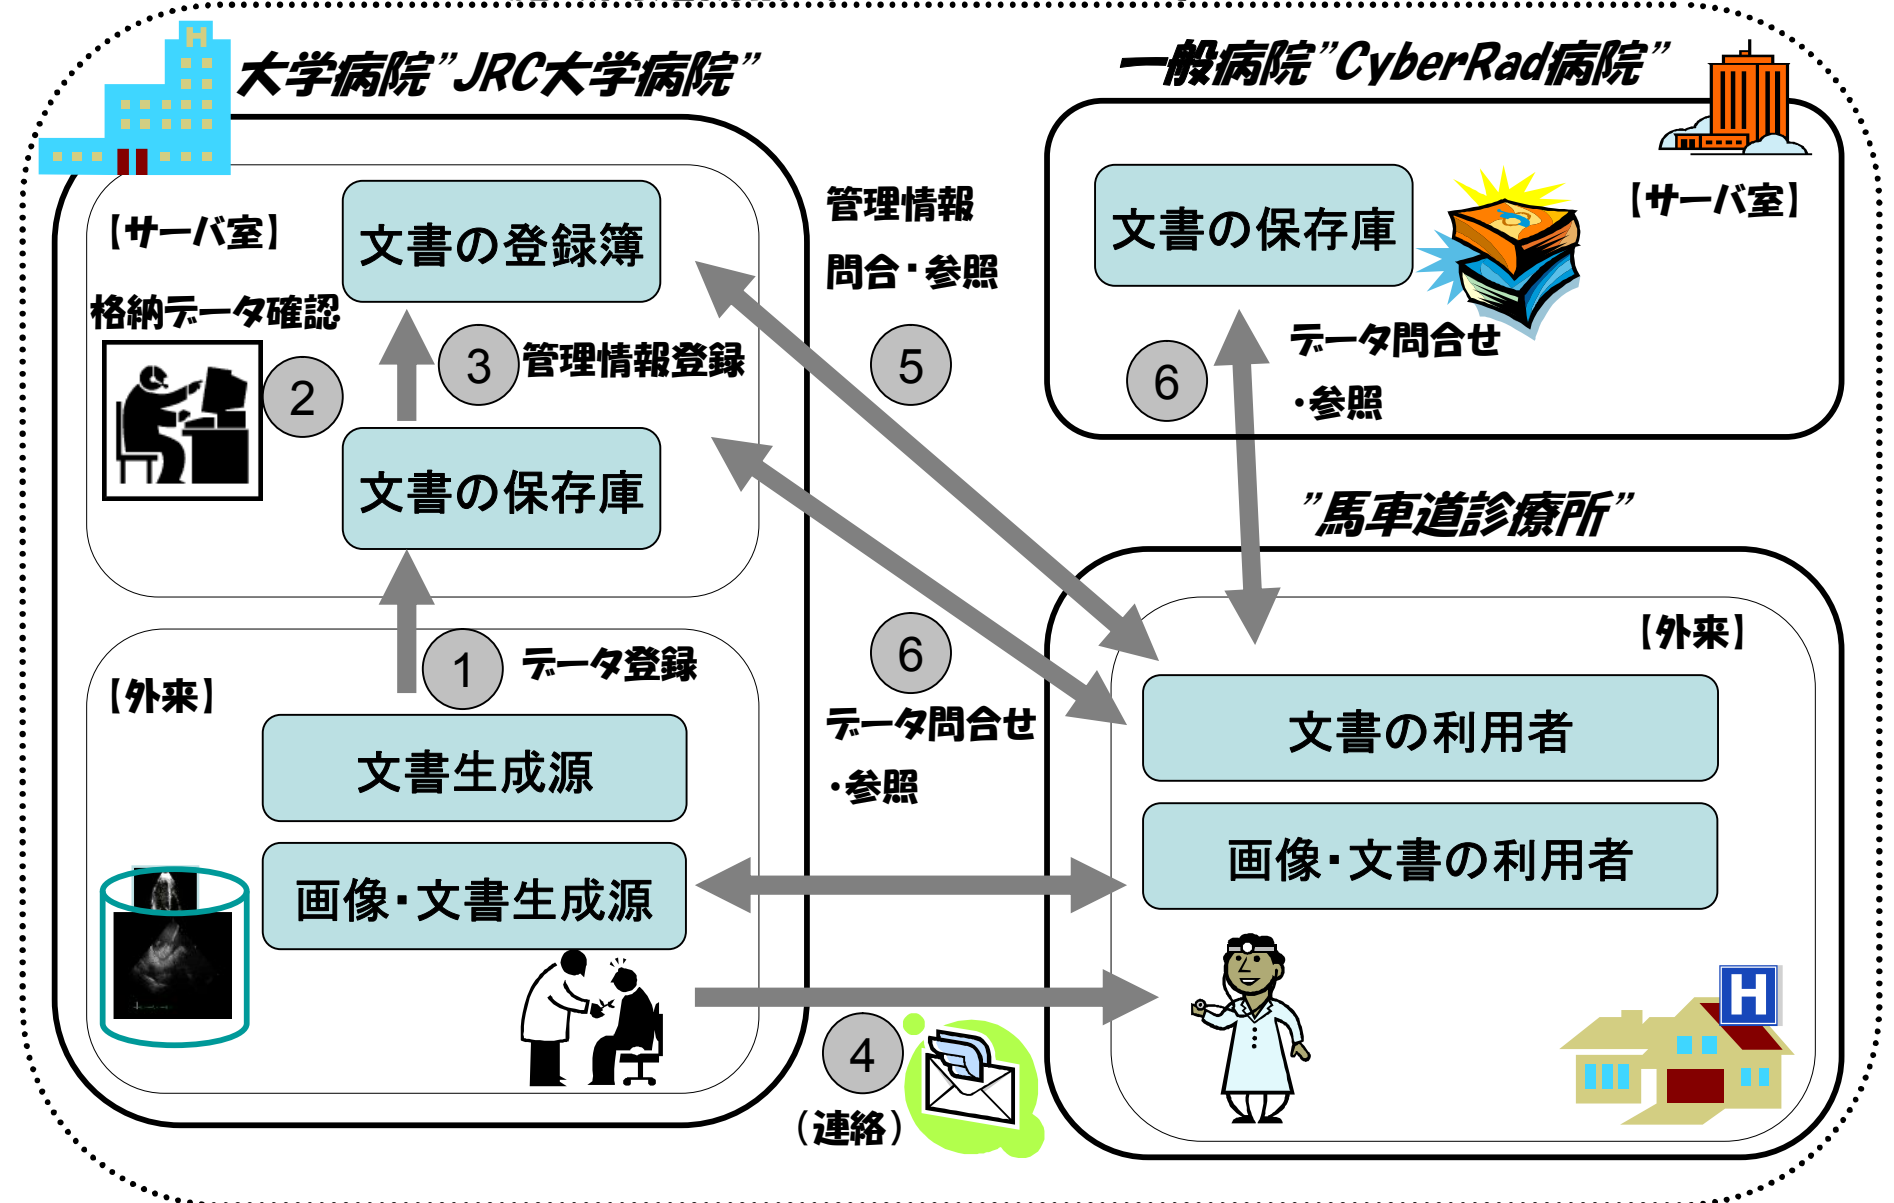 大学病院”JRC大学病院”
【サーバ室】
文書の登録簿
格納データ確認
2
3
管理情報登録
文書の保存庫
1
データ登録
【外来】
文書生成源
画像・文書生成源
管理情報
問合・参照
5
6
データ問合せ
・参照
4
（連絡）
一般病院”CyberRad病院”
文書の保存庫
【サーバ室】
6
データ問合せ
・参照
”馬車道診療所”
【外来】
文書の利用者
画像・文書の利用者
H
H